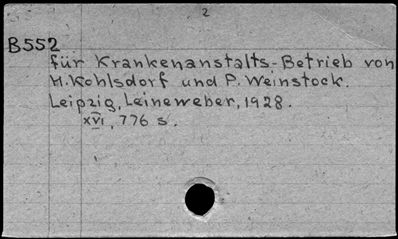 2
B552
für Krankenanstalts-Betrieb von
H. Kohlsdorf und P. Weinstock.
Leipzig, Leineweber, 1928.
xvi, 776 s.